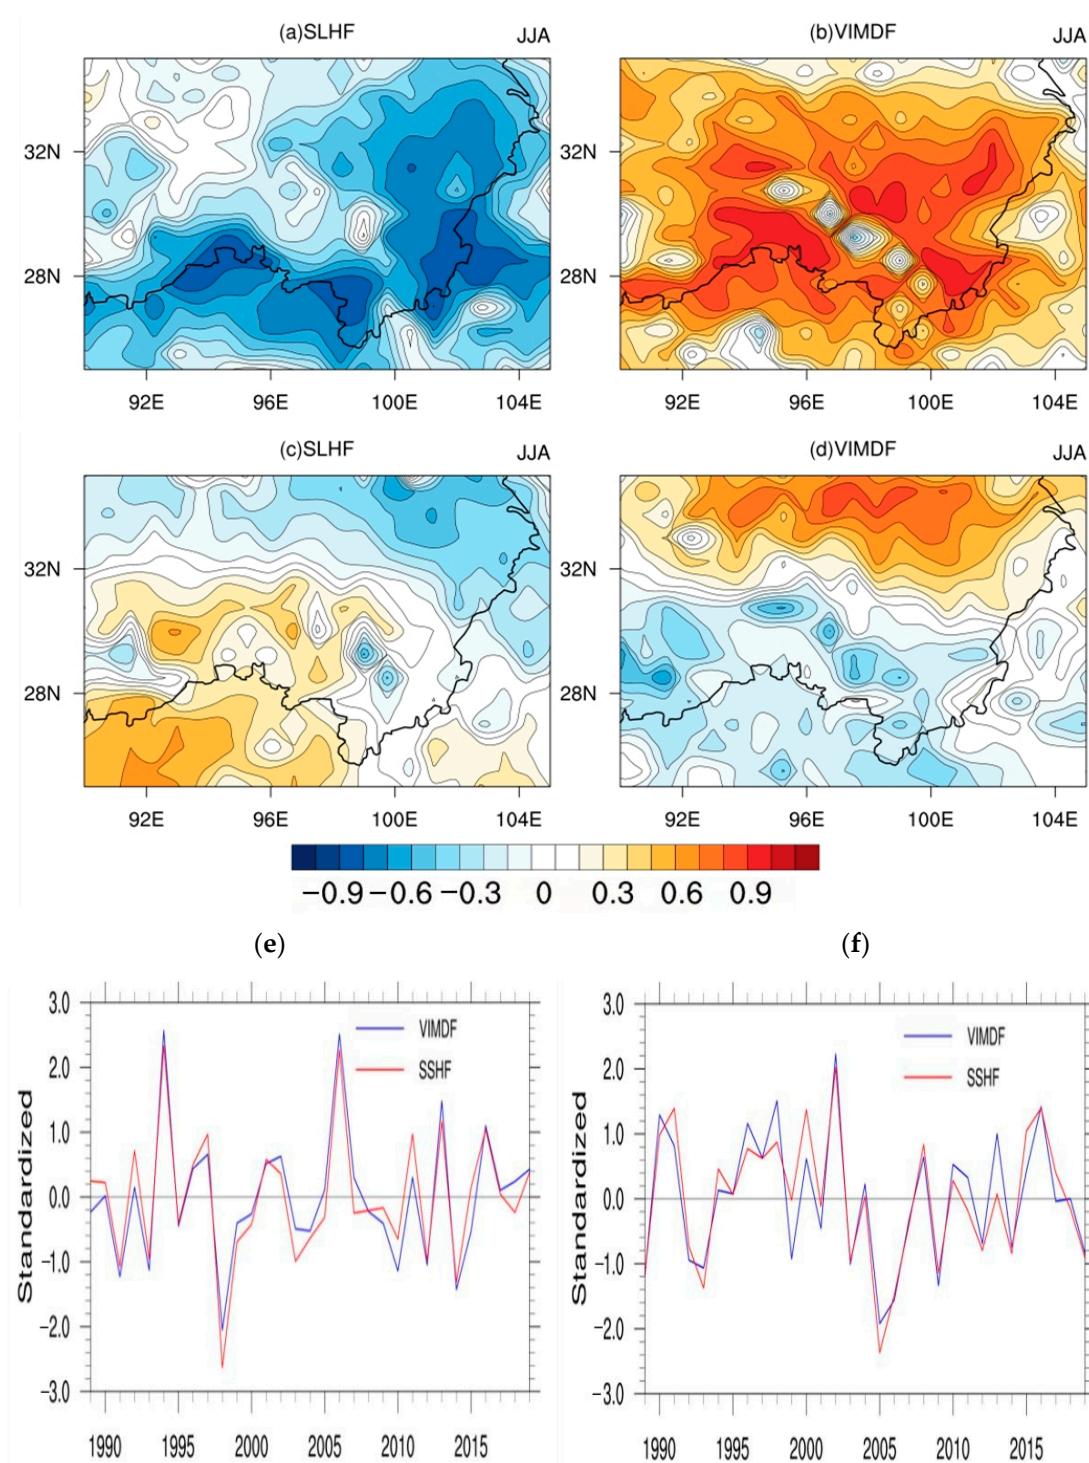 (a)SLHF JJA (b)VIMDF JJA
32N 32N
28N 28N
92E 96E 100E 104E 92E 96E 100E 104E
(c)SLHF JJA (d)VIMDF JJA
32N 32N
28N 28N
92E 96E 100E 104E 92E 96E 100E 104E
−0.9 −0.6 −0.3 0 0.3 0.6 0.9
(e) (f)
3.0 3.0
VIMDF VIMDF
2.0 SSHF 2.0 SSHF
1.0 1.0
0.0 0.0
−1.0 −1.0
−2.0 −2.0
−3.0 −3.0
Standardized Standardized
1990 1995 2000 2005 2010 2015 1990 1995 2000 2005 2010 2015